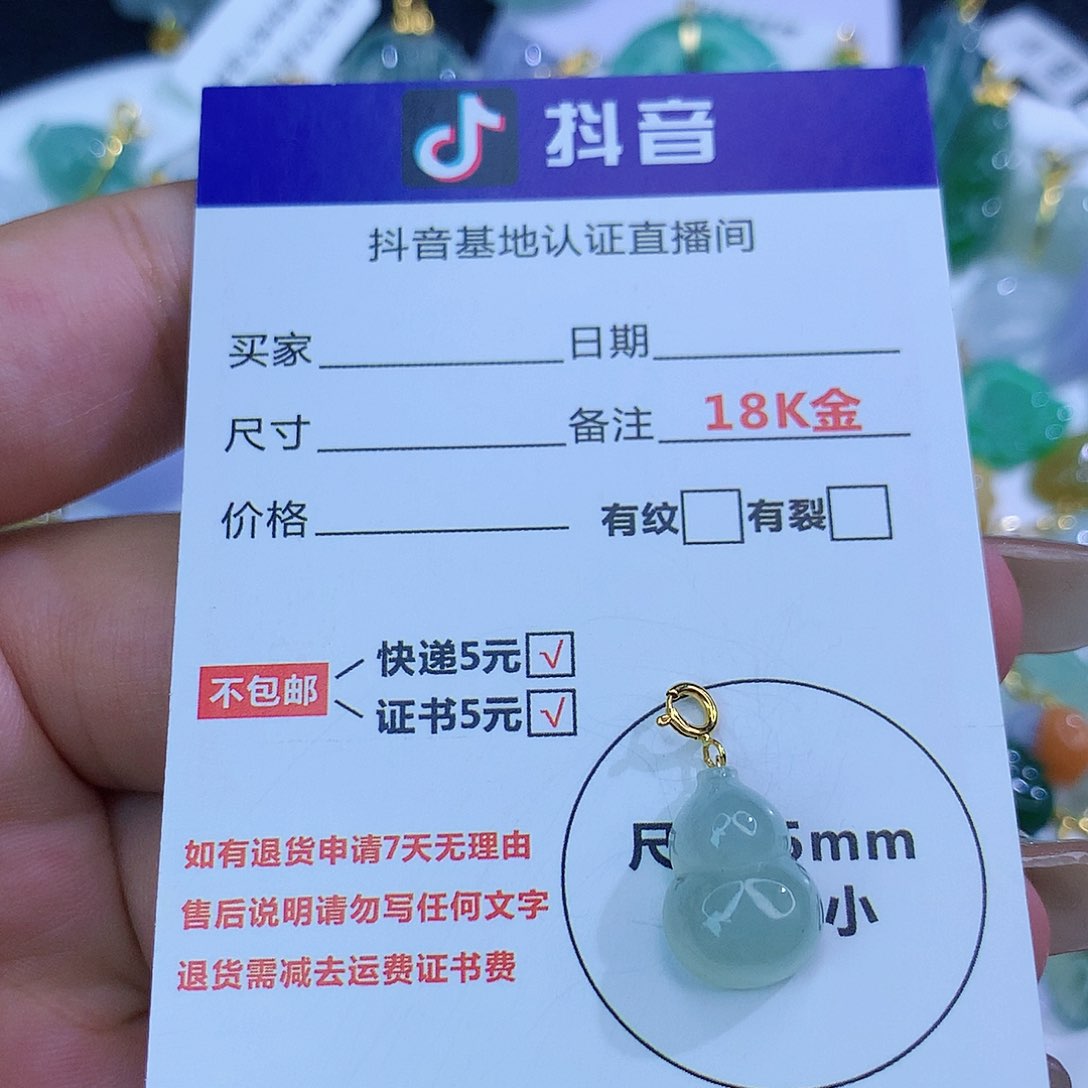 抖音
抖音基地认证直播间
买家 日期
尺寸 备注 18K金
价格 有纹 有裂
不包邮
快递5元 √
证书5元 √
如有退货申请7天无理由
售后说明请勿写任何文字
退货需减去运费证书费
尺 5mm
小